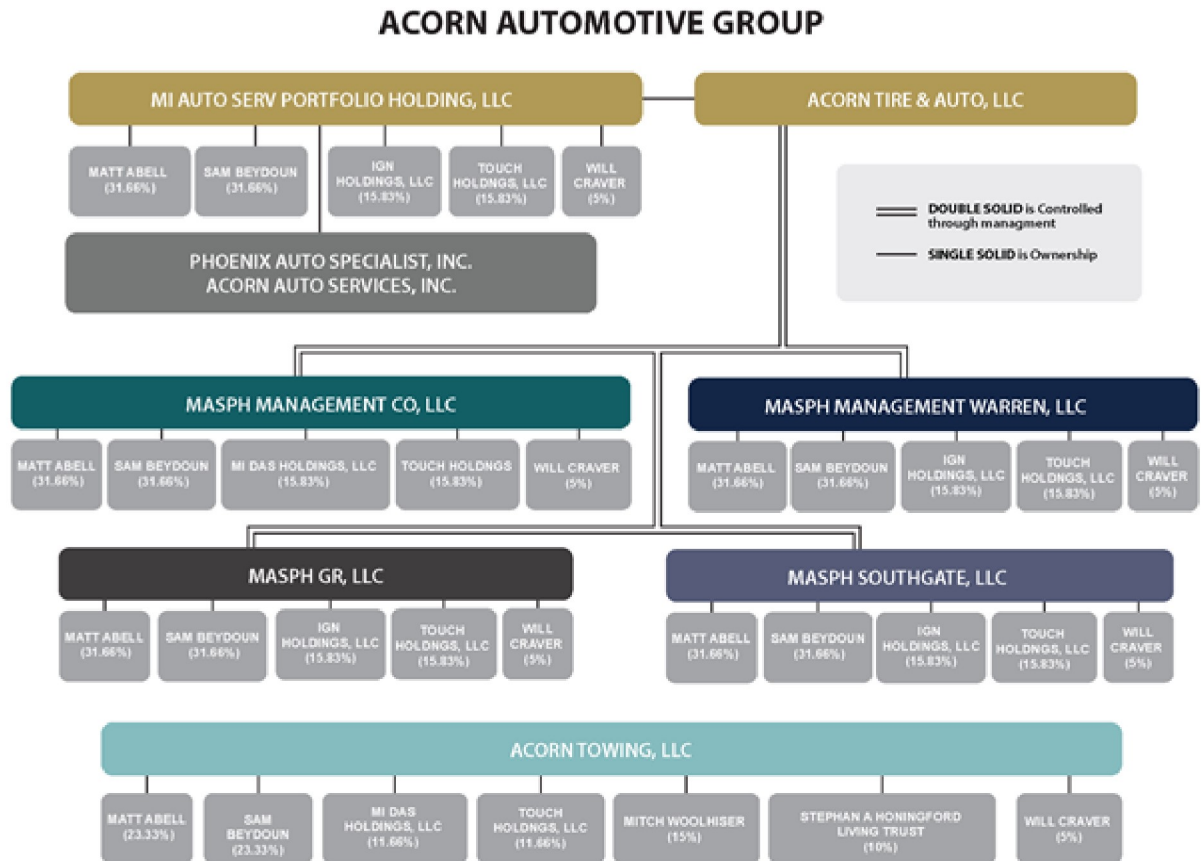 ACORN AUTOMOTIVE GROUP
MI AUTO SERV PORTFOLIO HOLDING, LLC
ACORN TIRE & AUTO, LLC
MATT ABELL
(31.66%)
SAM BEYDOUN
(31.66%)
IGN
HOLDINGS, LLC
(15.83%)
TOUCH
HOLDNGS, LLC
(15.83%)
WILL
CRAVER
(5%)
DOUBLE SOLID is Controlled
through managment
SINGLE SOLID is Ownership
PHOENIX AUTO SPECIALIST, INC.
ACORN AUTO SERVICES, INC.
MASPH MANAGEMENT CO, LLC
MATT ABELL
(31.66%)
SAM BEYDOUN
(31.66%)
MI DAS HOLDINGS, LLC
(15.83%)
TOUCH HOLDNGS
(15.83%)
WILL CRAVER
(5%)
MASPH MANAGEMENT WARREN, LLC
MATT ABELL
(31.66%)
SAM BEYDOUN
(31.66%)
IGN
HOLDINGS, LLC
(15.83%)
TOUCH
HOLDNGS, LLC
(15.83%)
WILL
CRAVER
(5%)
MASPH GR, LLC
MATT ABELL
(31.66%)
SAM BEYDOUN
(31.66%)
IGN
HOLDINGS, LLC
(15.83%)
TOUCH
HOLDNGS, LLC
(15.83%)
WILL
CRAVER
(5%)
MASPH SOUTHGATE, LLC
MATT ABELL
(31.66%)
SAM BEYDOUN
(31.66%)
IGN
HOLDINGS, LLC
(15.83%)
TOUCH
HOLDNGS, LLC
(15.83%)
WILL
CRAVER
(5%)
ACORN TOWING, LLC
MATT ABELL
(23.33%)
SAM
BEYDOUN
(23.33%)
MI DAS
HOLDINGS, LLC
(11.66%)
TOUCH
HOLDNGS, LLC
(11.66%)
MITCH WOOLHISER
(15%)
STEPHAN A HONINGFORD
LIVING TRUST
(10%)
WILL CRAVER
(5%)